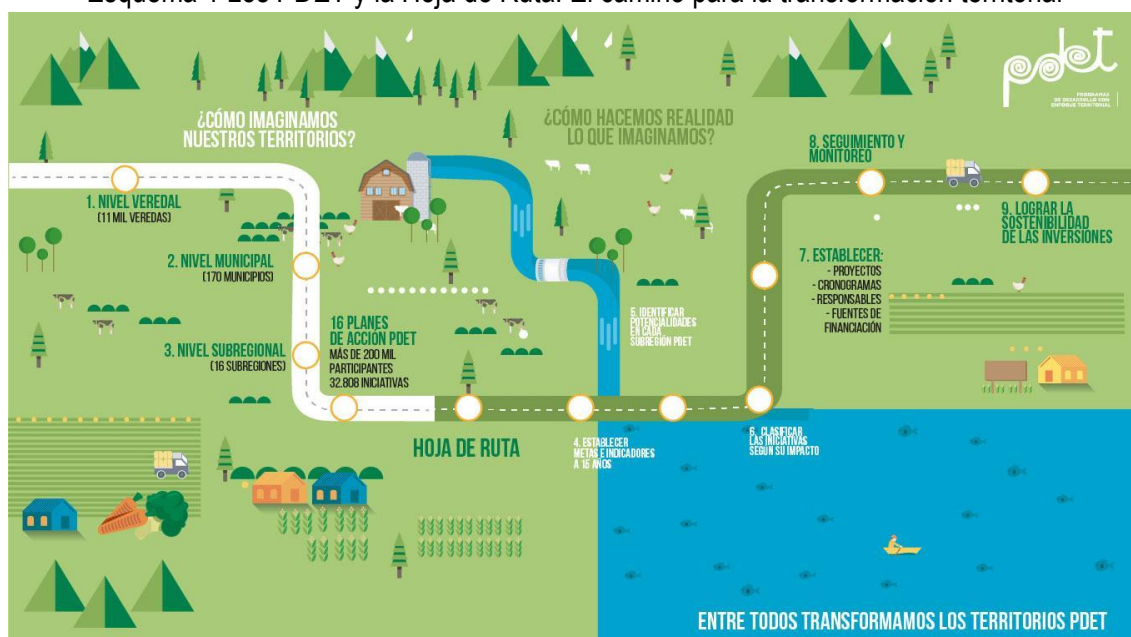 Esquema 1 Los PDET y la Hoja de Ruta: El camino para la transformación territorial
pdet
PROGRAMAS
DE DESARROLLO CON
ENFOQUE TERRITORIAL
¿CÓMO IMAGINAMOS
NUESTROS TERRITORIOS?
¿CÓMO HACEMOS REALIDAD
LO QUE IMAGINAMOS?
1. NIVEL VEREDAL
(11 MIL VEREDAS)
2. NIVEL MUNICIPAL
(170 MUNICIPIOS)
3. NIVEL SUBREGIONAL
(16 SUBREGIONES)
16 PLANES
DE ACCIÓN PDET
MÁS DE 200 MIL
PARTICIPANTES
32.808 INICIATIVAS
HOJA DE RUTA
4. ESTABLECER
METAS E INDICADORES
A 15 AÑOS
5. IDENTIFICAR
POTENCIALIDADES
EN CADA
SUBREGIÓN PDET
6. CLASIFICAR
LAS INICIATIVAS
SEGÚN SU IMPACTO
7. ESTABLECER:
- PROYECTOS
- CRONOGRAMAS
- RESPONSABLES
- FUENTES DE
FINANCIACIÓN
8. SEGUIMIENTO Y
MONITOREO
9. LOGRAR LA
SOSTENIBILIDAD
DE LAS INVERSIONES
ENTRE TODOS TRANSFORMAMOS LOS TERRITORIOS PDET